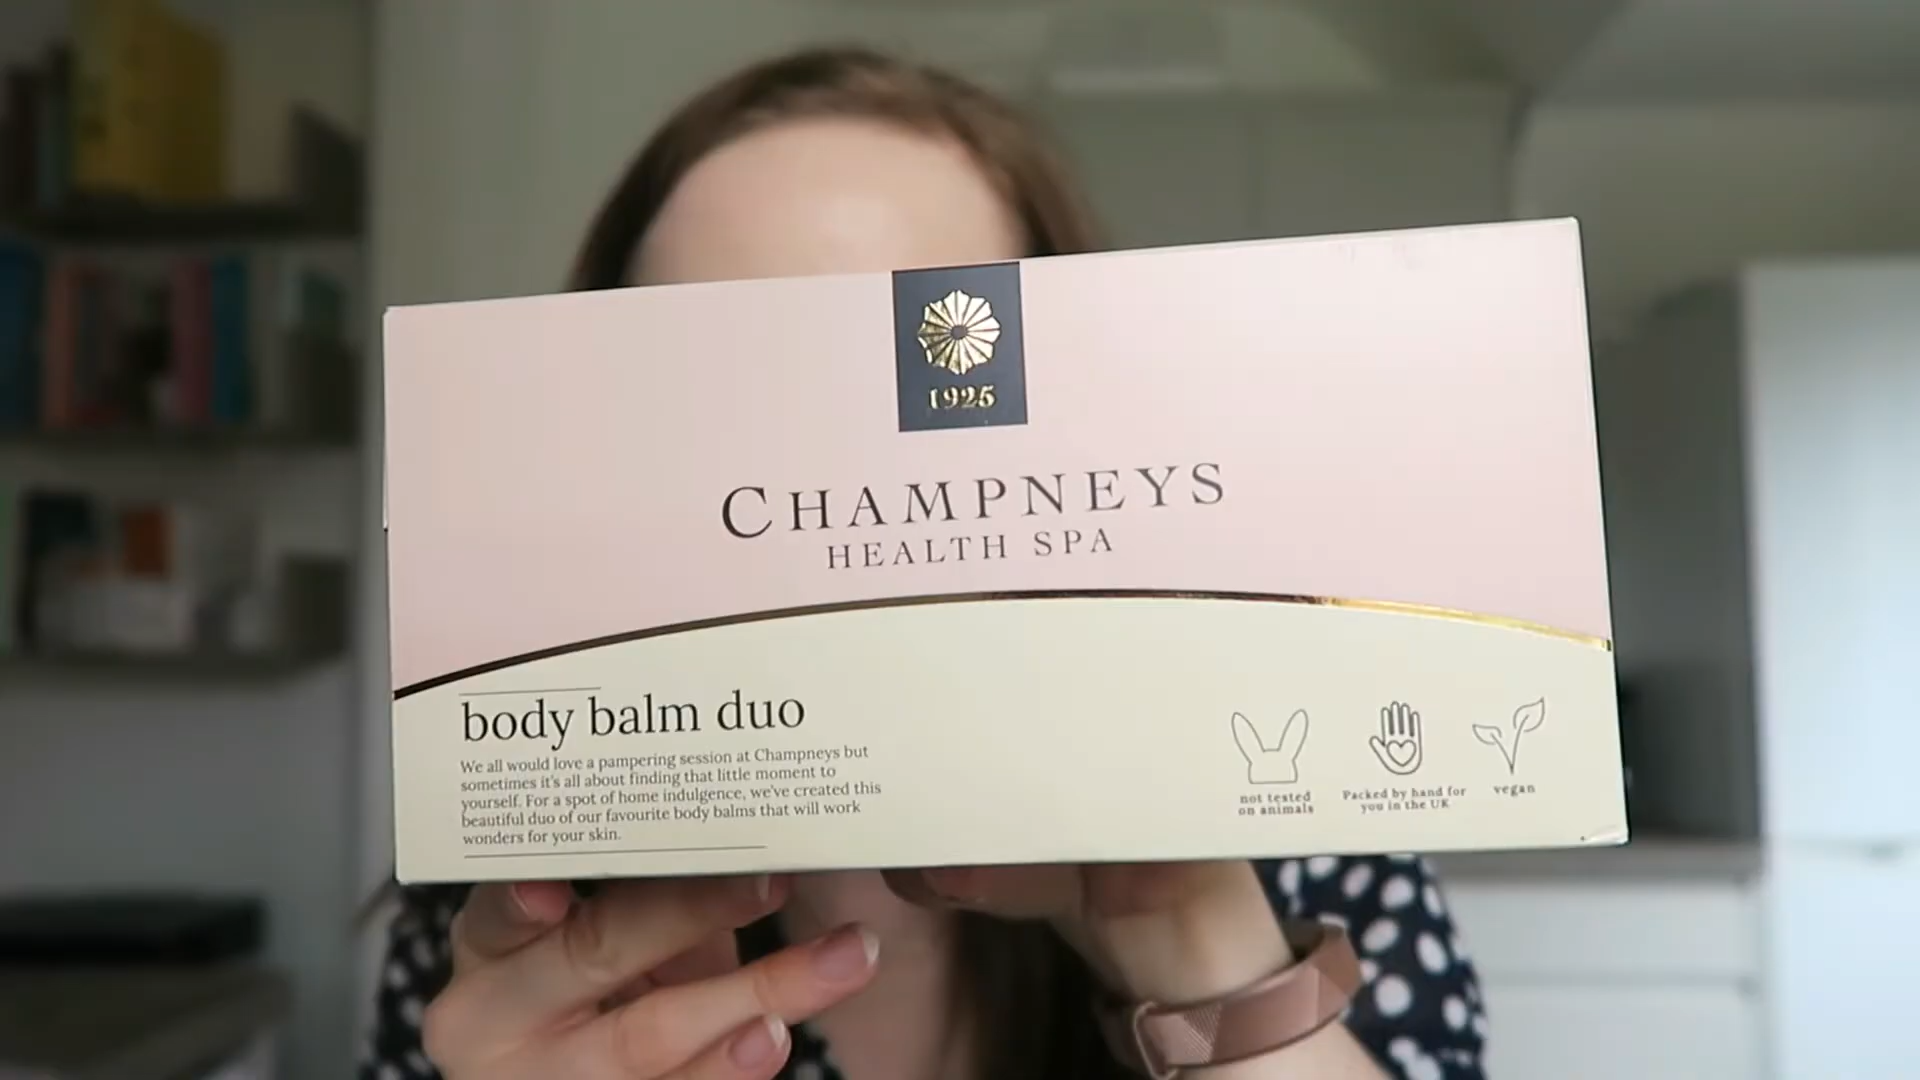 1925
CHAMPNEYS
HEALTH SPA
body balm duo
We all would love a pampering session at Champneys but
sometimes it's all about finding that little moment to
yourself. For a spot of home indulgence, we've created this
beautiful duo of our favourite body balms that will work
wonders for your skin.
not tested
on animals
Packed by hand for
you in the UK
vegan